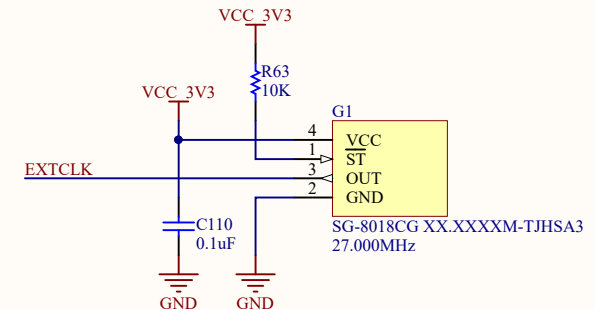 VCC_3V3
R63
10K
VCC_3V3
G1
4
VCC
1
ST
EXTCLK
3
OUT
2
GND
C110
0.1uF
SG-8018CG XX.XXXXM-TJHSA3
27.000MHz
GND
GND